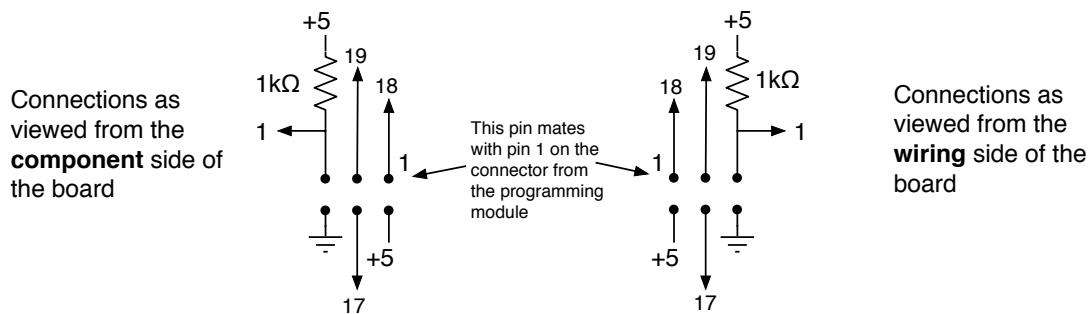 +5
19
1kΩ
18
1
1
+5
17
Connections as
viewed from the
component side of
the board
This pin mates
with pin 1 on the
connector from
the programming
module
+5
19
18
1kΩ
1
1
+5
17
Connections as
viewed from the
wiring side of the
board